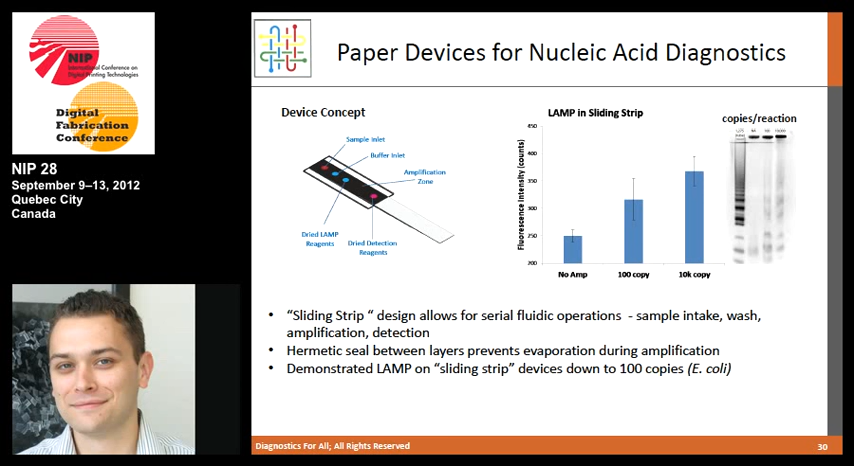 NIP
International Conference on
Digital Printing Technologies
Digital
Fabrication
Conference
NIP 28
September 9–13, 2012
Quebec City
Canada
Paper Devices for Nucleic Acid Diagnostics
Device Concept
Sample Inlet
Buffer Inlet
Amplification
Zone
Dried LAMP
Reagents
Dried Detection
Reagents
LAMP in Sliding Strip
Fluorescence Intensity (counts)
450
400
350
300
250
200
No Amp
100 copy
10k copy
copies/reaction
• “Sliding Strip “ design allows for serial fluidic operations - sample intake, wash,
amplification, detection
• Hermetic seal between layers prevents evaporation during amplification
• Demonstrated LAMP on “sliding strip” devices down to 100 copies (E. coli)
Diagnostics For All; All Rights Reserved
30